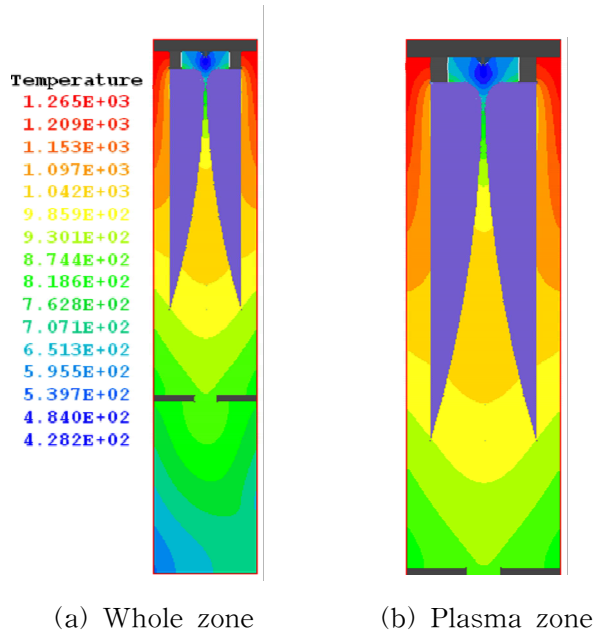 Temperature
1.265E+03
1.209E+03
1.153E+03
1.097E+03
1.042E+03
9.859E+02
9.301E+02
8.744E+02
8.186E+02
7.628E+02
7.071E+02
6.513E+02
5.955E+02
5.397E+02
4.840E+02
4.282E+02
(a) Whole zone
(b) Plasma zone